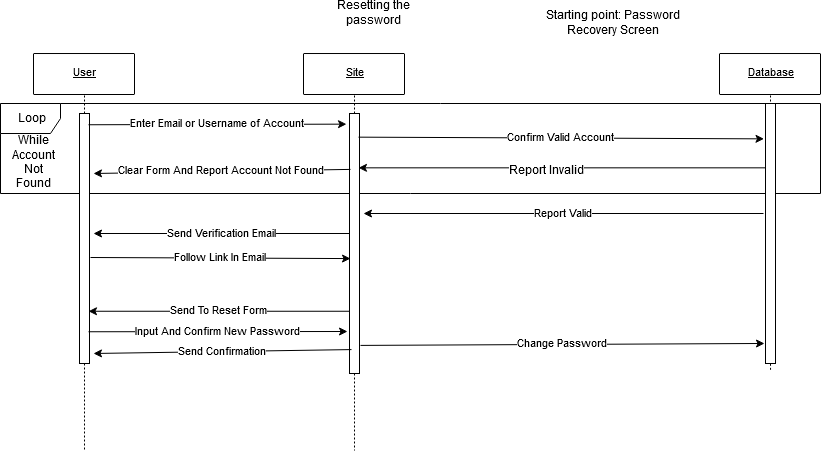 Resetting the
password
Starting point: Password
Recovery Screen
User
Site
Database
Loop
While
Account
Not
Found
Enter Email or Username of Account
Confirm Valid Account
Clear Form And Report Account Not Found
Report Invalid
Report Valid
Send Verification Email
Follow Link In Email
Send To Reset Form
Input And Confirm New Password
Change Password
Send Confirmation